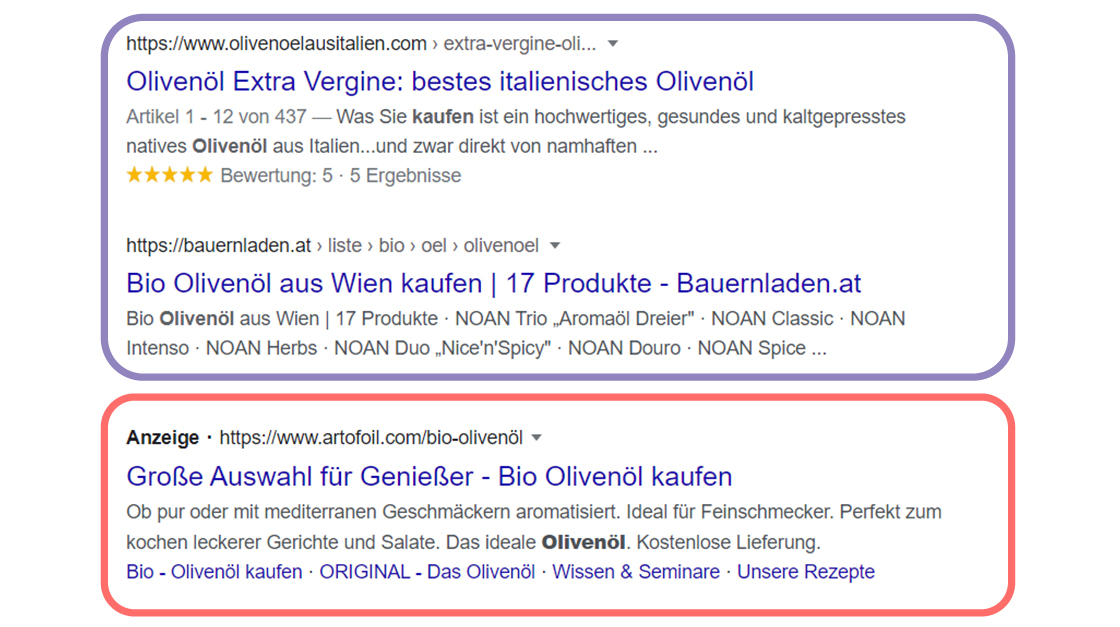 https://www.olivenoelausitalien.com › extra-vergine-oli...
Olivenöl Extra Vergine: bestes italienisches Olivenöl
Artikel 1 - 12 von 437 — Was Sie kaufen ist ein hochwertiges, gesundes und kaltgepresstes
natives Olivenöl aus Italien...und zwar direkt von namhaften ...
Bewertung: 5 · 5 Ergebnisse
https://bauernladen.at › liste › bio › oel › olivenoel
Bio Olivenöl aus Wien kaufen | 17 Produkte - Bauernladen.at
Bio Olivenöl aus Wien | 17 Produkte · NOAN Trio „Aromaöl Dreier" · NOAN Classic · NOAN
Intenso · NOAN Herbs · NOAN Duo „Nice'n'Spicy" · NOAN Douro · NOAN Spice ...
Anzeige · https://www.artofoil.com/bio-olivenöl
Große Auswahl für Genießer - Bio Olivenöl kaufen
Ob pur oder mit mediterranen Geschmäckern aromatisiert. Ideal für Feinschmecker. Perfekt zum
kochen leckerer Gerichte und Salate. Das ideale Olivenöl. Kostenlose Lieferung.
Bio - Olivenöl kaufen · ORIGINAL - Das Olivenöl · Wissen & Seminare · Unsere Rezepte